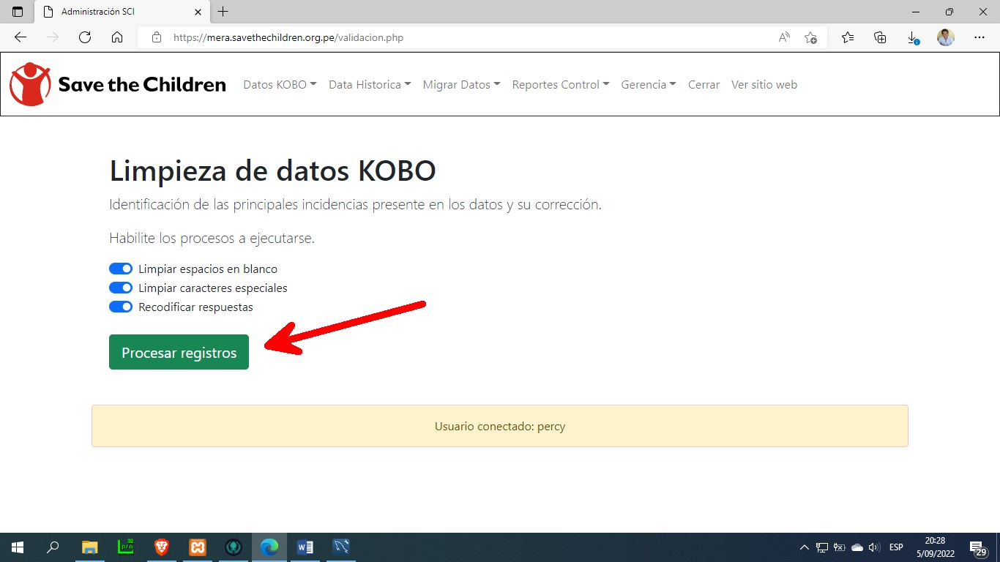 Administración SCI
https://mera.savethechildren.org.pe/validacion.php
Save the Children
Datos KOBO
Data Historica
Migrar Datos
Reportes Control
Gerencia
Cerrar
Ver sitio web
Limpieza de datos KOBO
Identificación de las principales incidencias presente en los datos y su corrección.
Habilite los procesos a ejecutarse.
Limpiar espacios en blanco
Limpiar caracteres especiales
Recodificar respuestas
Procesar registros
Usuario conectado: percy
ESP
20:28
5/09/2022
29